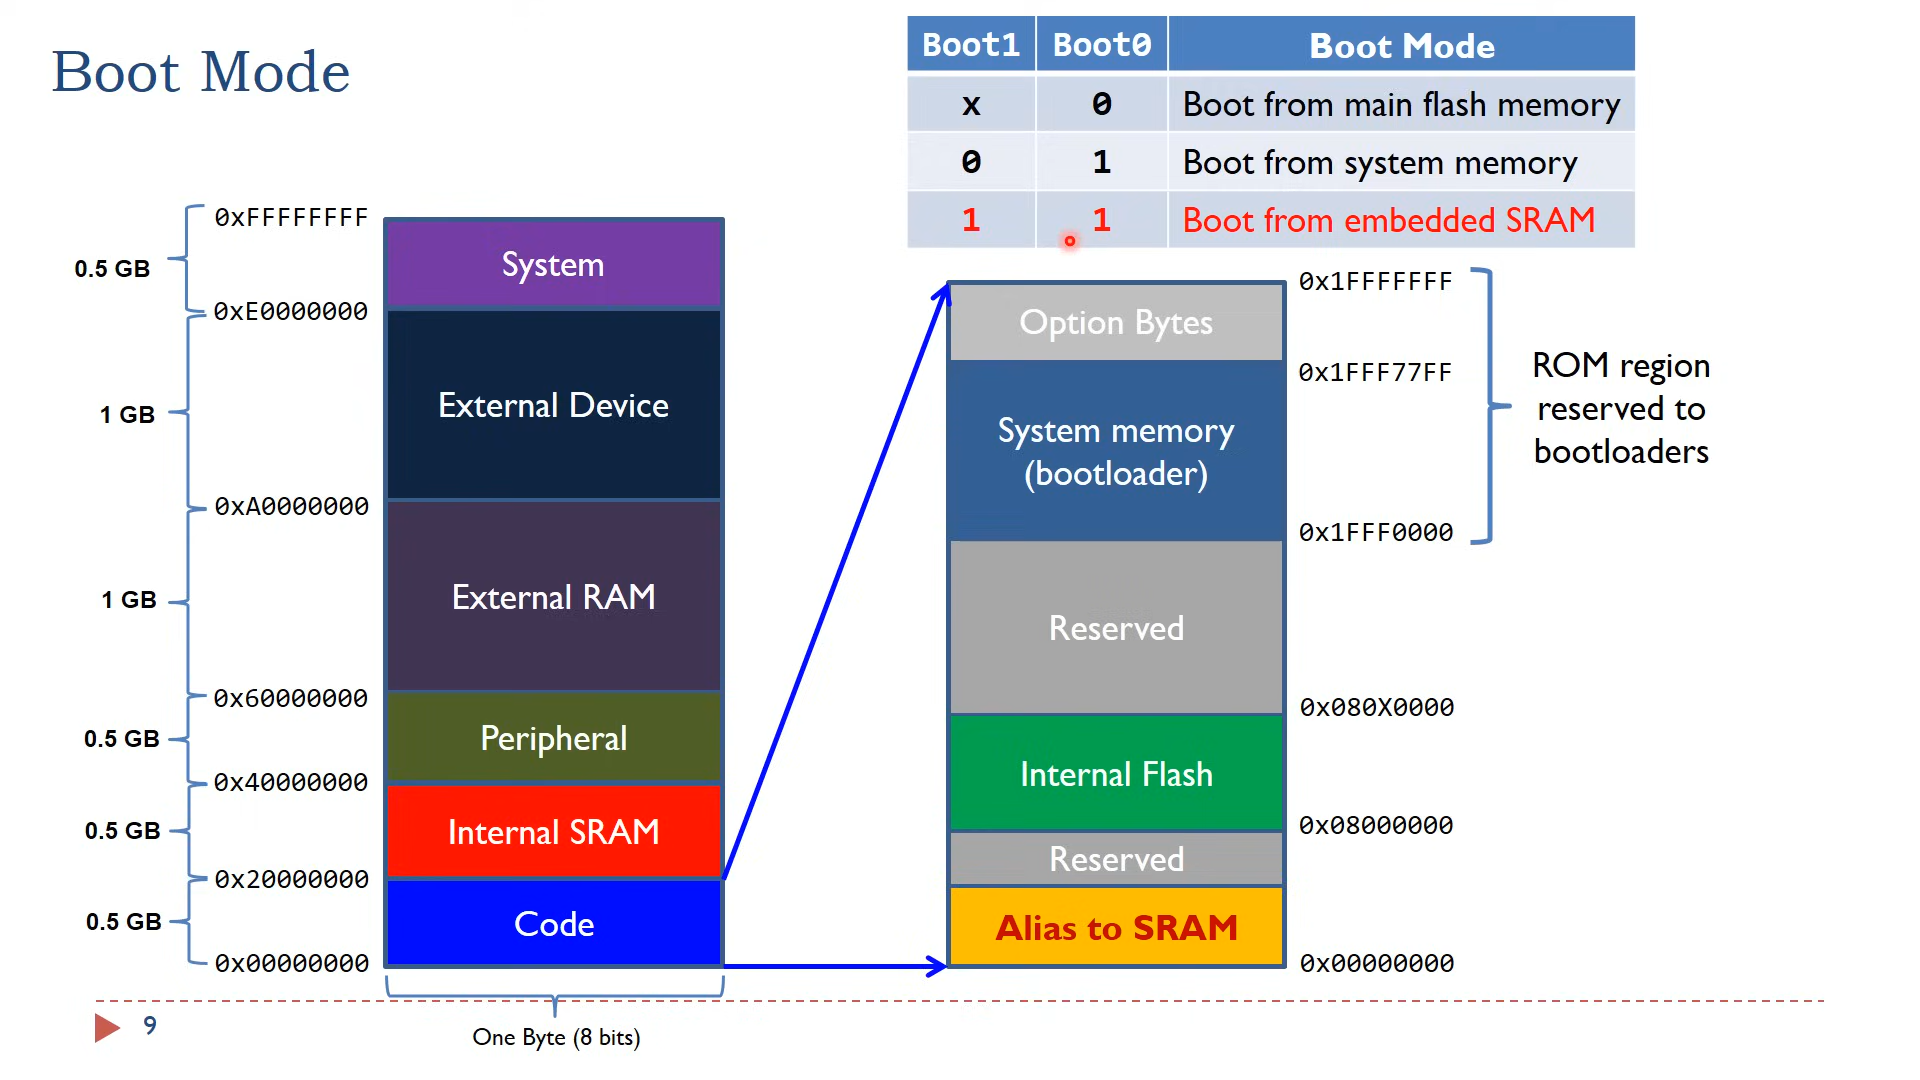 Boot Mode
Boot1 Boot0 Boot Mode
x 0 Boot from main flash memory
0 1 Boot from system memory
1 1 Boot from embedded SRAM
0xFFFFFFFF
0.5 GB
System
0xE0000000
1 GB
External Device
0xA0000000
1 GB
External RAM
0x60000000
0.5 GB
Peripheral
0x40000000
0.5 GB
Internal SRAM
0x20000000
0.5 GB
Code
0x00000000
One Byte (8 bits)
0x1FFFFFFF
Option Bytes
0x1FFF77FF
System memory
(bootloader)
0x1FFF0000
ROM region
reserved to
bootloaders
Reserved
0x080X0000
Internal Flash
0x08000000
Reserved
Alias to SRAM
0x00000000
9